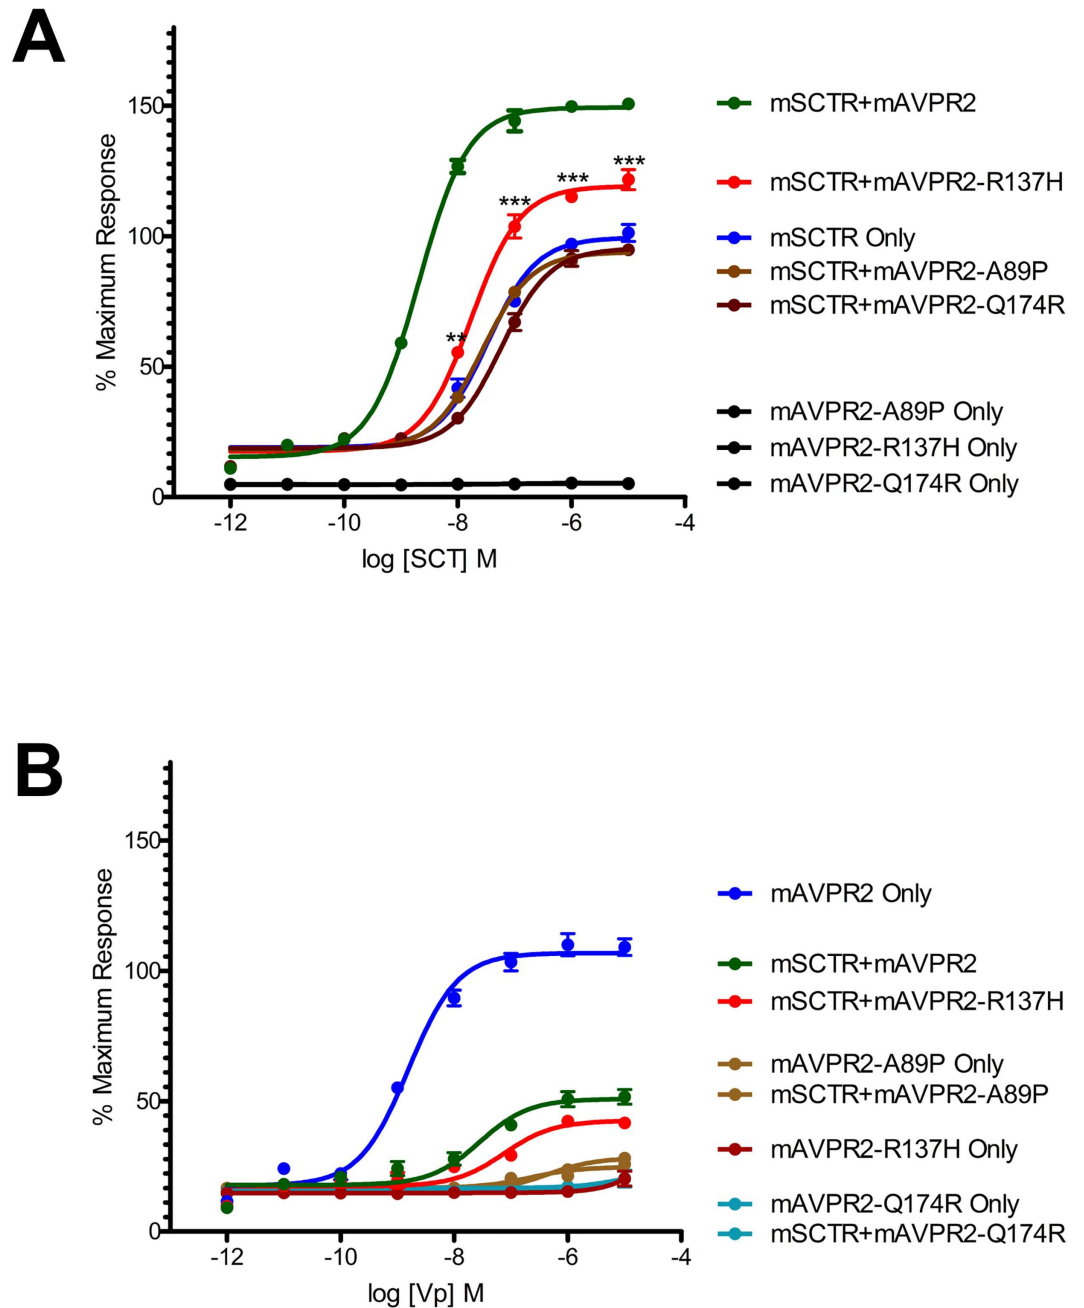 A
% Maximum Response
150
100
50
0
-12
-10
-8
-6
-4
log [SCT] M
**
***
***
***
mSCTR+mAVPR2
mSCTR+mAVPR2-R137H
mSCTR Only
mSCTR+mAVPR2-A89P
mSCTR+mAVPR2-Q174R
mAVPR2-A89P Only
mAVPR2-R137H Only
mAVPR2-Q174R Only
B
% Maximum Response
150
100
50
0
-12
-10
-8
-6
-4
log [Vp] M
mAVPR2 Only
mSCTR+mAVPR2
mSCTR+mAVPR2-R137H
mAVPR2-A89P Only
mSCTR+mAVPR2-A89P
mAVPR2-R137H Only
mAVPR2-Q174R Only
mSCTR+mAVPR2-Q174R